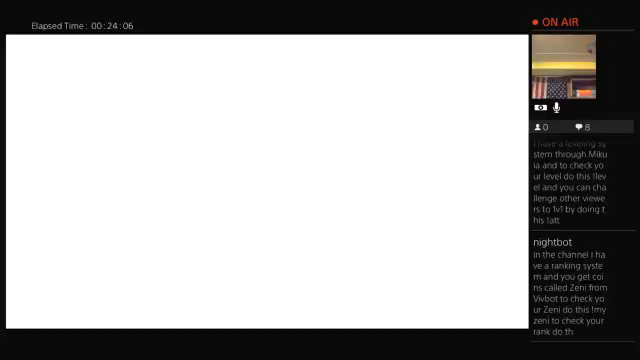 Elapsed Time : 00:24:06
ON AIR
0
8
I have a leveling sy
stem through Miku
ia and to check yo
ur level do this !lev
el and you can cha
llenge other viewe
rs to 1v1 by doing t
his !att
nightbot
In the channel I ha
ve a ranking syste
m and you get coi
ns called Zeni from
Vivbot to check yo
ur Zeni do this !my
zeni to check your
rank do th